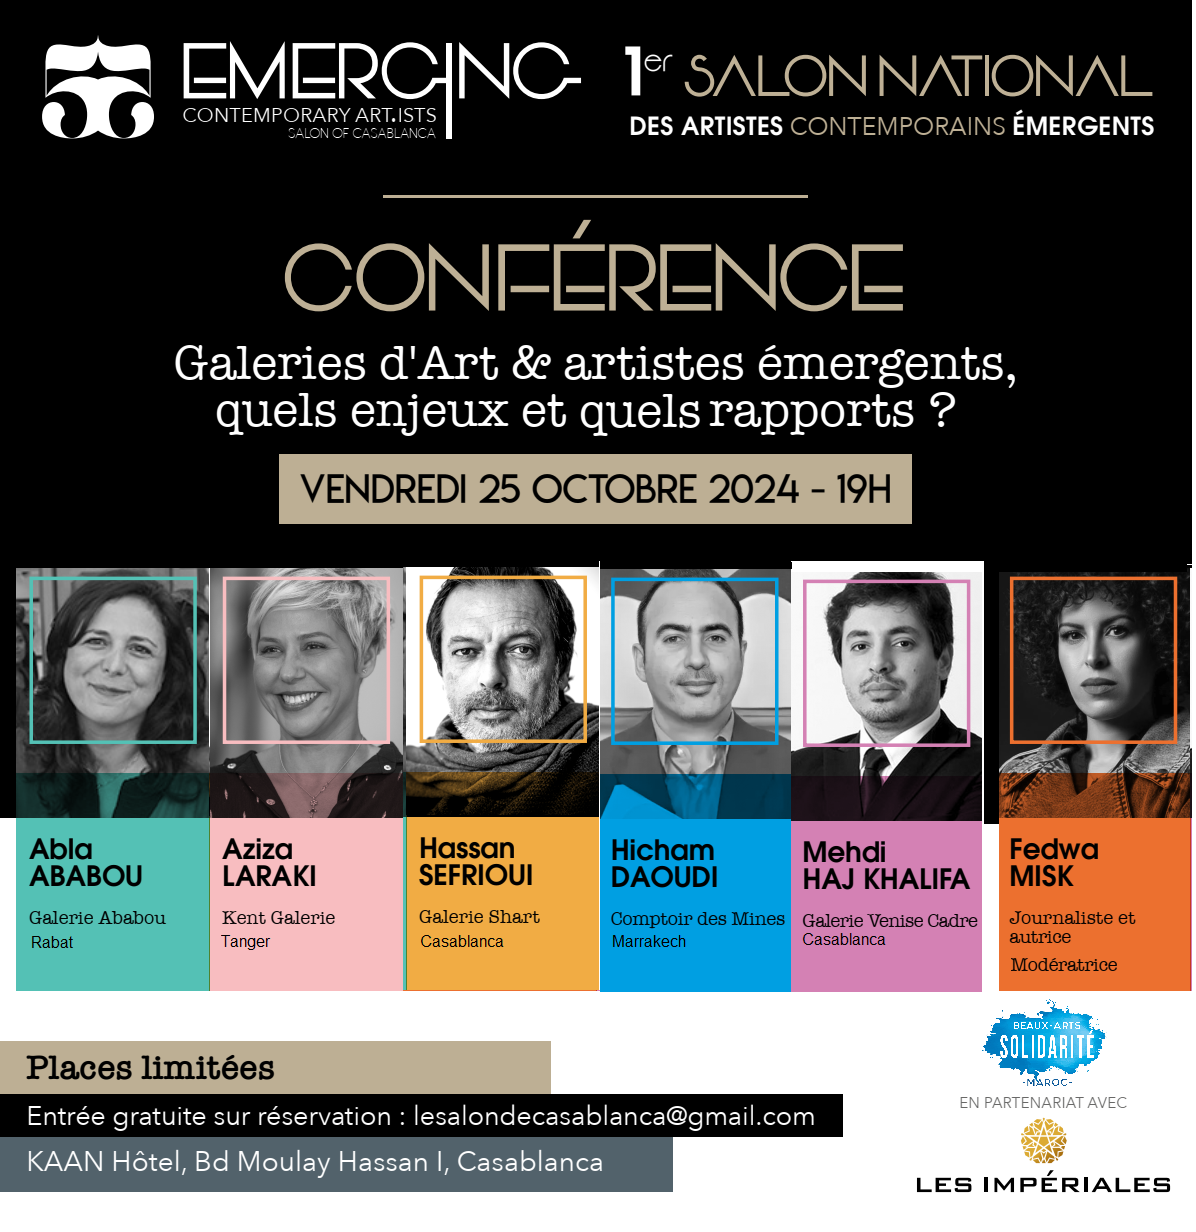 EMERGING
CONTEMPORARY ART.ISTS
SALON OF CASABLANCA
1er SALON NATIONAL
DES ARTISTES CONTEMPORAINS ÉMERGENTS
CONFÉRENCE
Galeries d'Art & artistes émergents,
quels enjeux et quels rapports ?
VENDREDI 25 OCTOBRE 2024 - 19H
Abla
ABABOU
Galerie Ababou
Rabat
Aziza
LARAKI
Kent Galerie
Tanger
Hassan
SEFRIOUI
Galerie Shart
Casablanca
Hicham
DAOUDI
Comptoir des Mines
Marrakech
Mehdi
HAJ KHALIFA
Galerie Venise Cadre
Casablanca
Fedwa
MISK
Journaliste et
autrice
Modératrice
Places limitées
Entrée gratuite sur réservation : lesalondecasablanca@gmail.com
KAAN Hôtel, Bd Moulay Hassan I, Casablanca
BEAUX-ARTS
SOLIDARITÉ
-MAROC-
EN PARTENARIAT AVEC
LES IMPÉRIALES